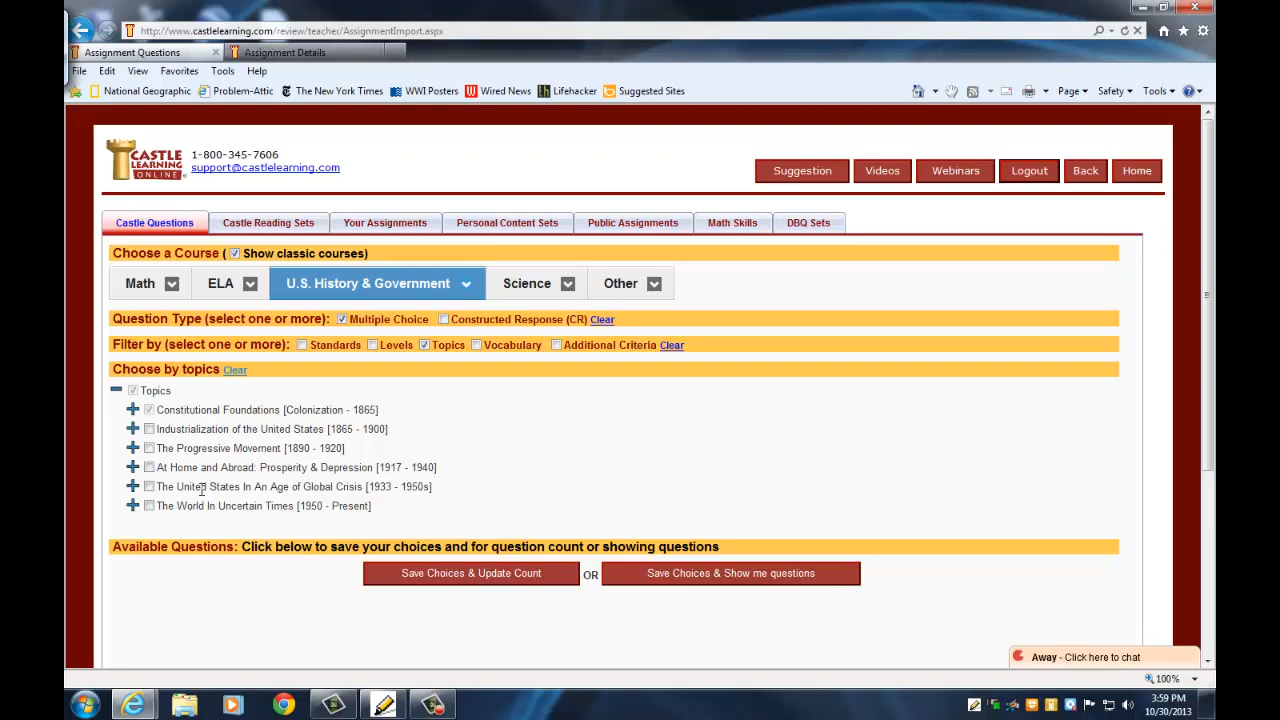 http://www.castlelearning.com/review/teacher/AssignmentImport.aspx
Assignment Questions
Assignment Details
File Edit View Favorites Tools Help
National Geographic Problem-Attic The New York Times WWI Posters Wired News Lifehacker Suggested Sites Page Safety Tools
CASTLE LEARNING ONLINE
1-800-345-7606
support@castlelearning.com
Suggestion Videos Webinars Logout Back Home
Castle Questions Castle Reading Sets Your Assignments Personal Content Sets Public Assignments Math Skills DBQ Sets
Choose a Course ( Show classic courses)
Math ELA U.S. History & Government Science Other
Question Type (select one or more): Multiple Choice Constructed Response (CR) Clear
Filter by (select one or more): Standards Levels Topics Vocabulary Additional Criteria Clear
Choose by topics Clear
Topics
Constitutional Foundations [Colonization - 1865]
Industrialization of the United States [1865 - 1900]
The Progressive Movement [1890 - 1920]
At Home and Abroad: Prosperity & Depression [1917 - 1940]
The United States In An Age of Global Crisis [1933 - 1950s]
The World In Uncertain Times [1950 - Present]
Available Questions: Click below to save your choices and for question count or showing questions
Save Choices & Update Count OR Save Choices & Show me questions
Away - Click here to chat
100%
3:59 PM
10/30/2013